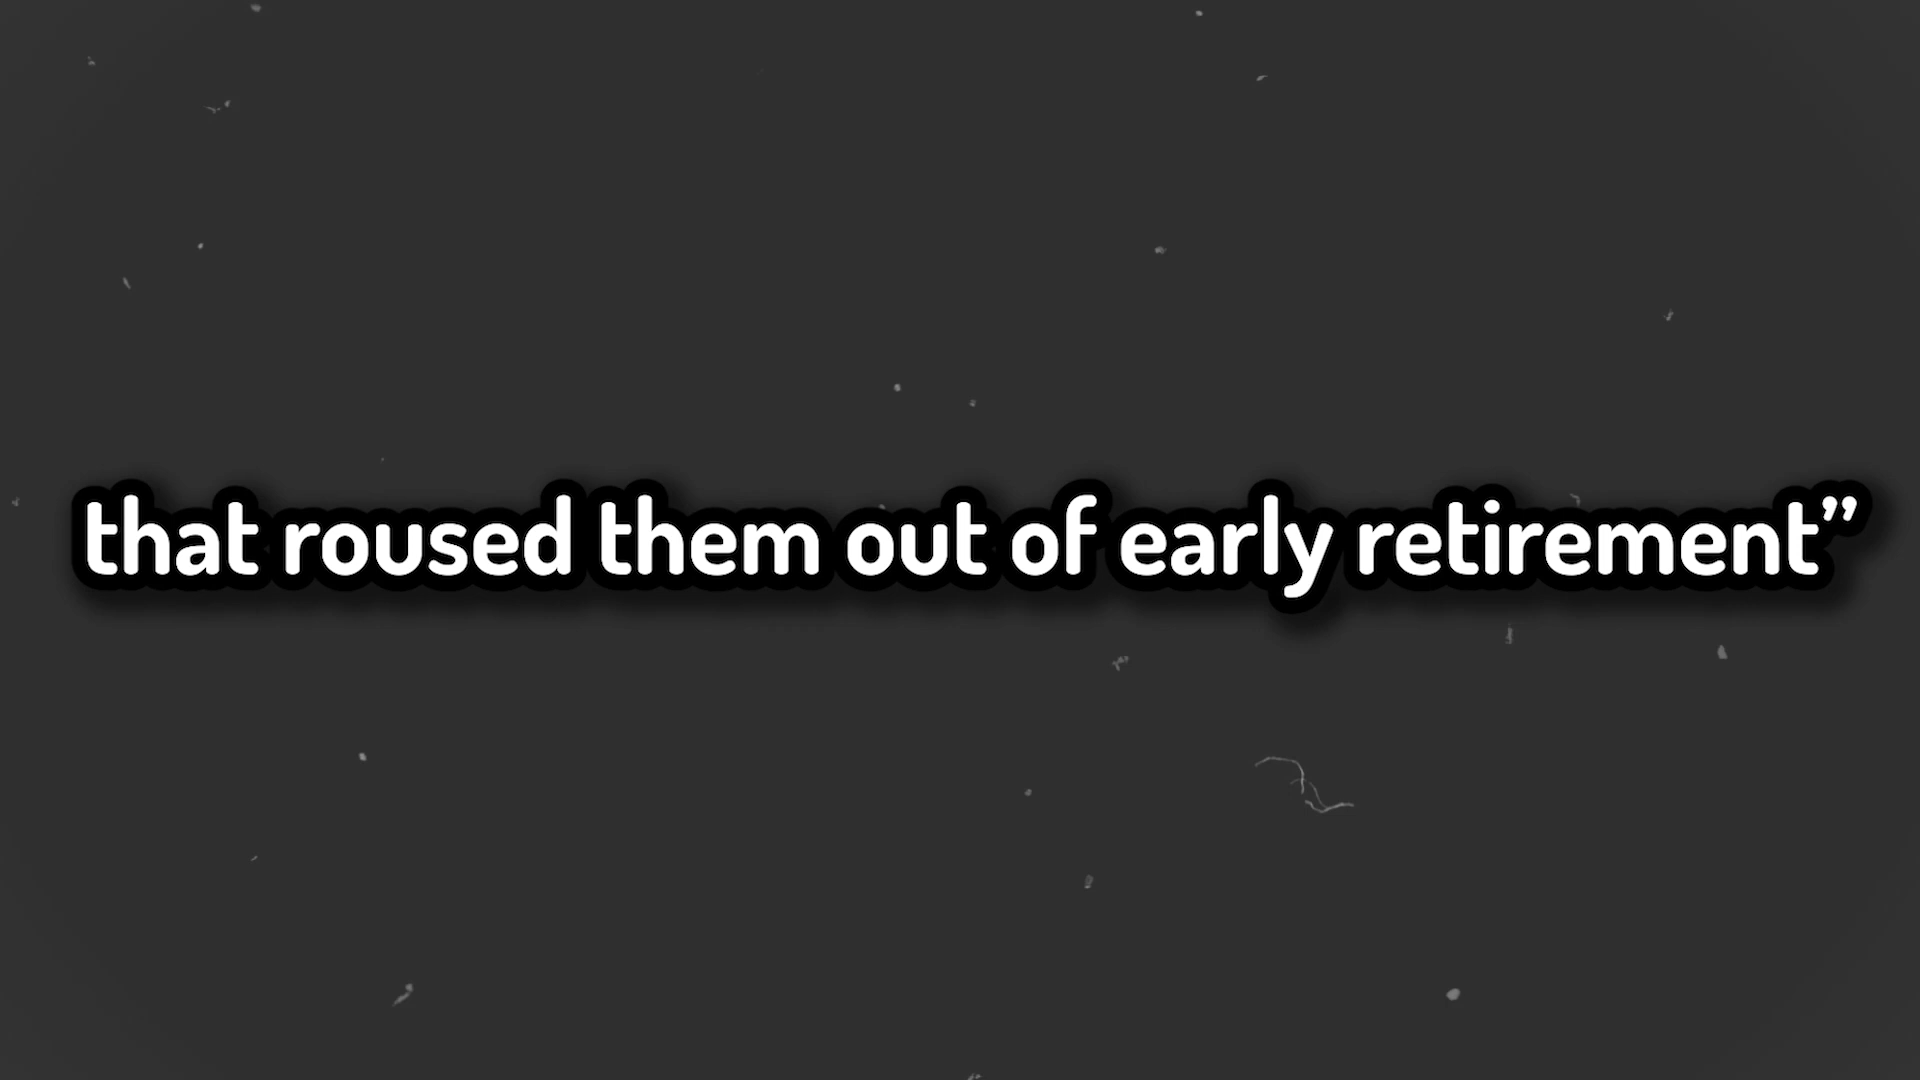 that roused them out of early retirement”